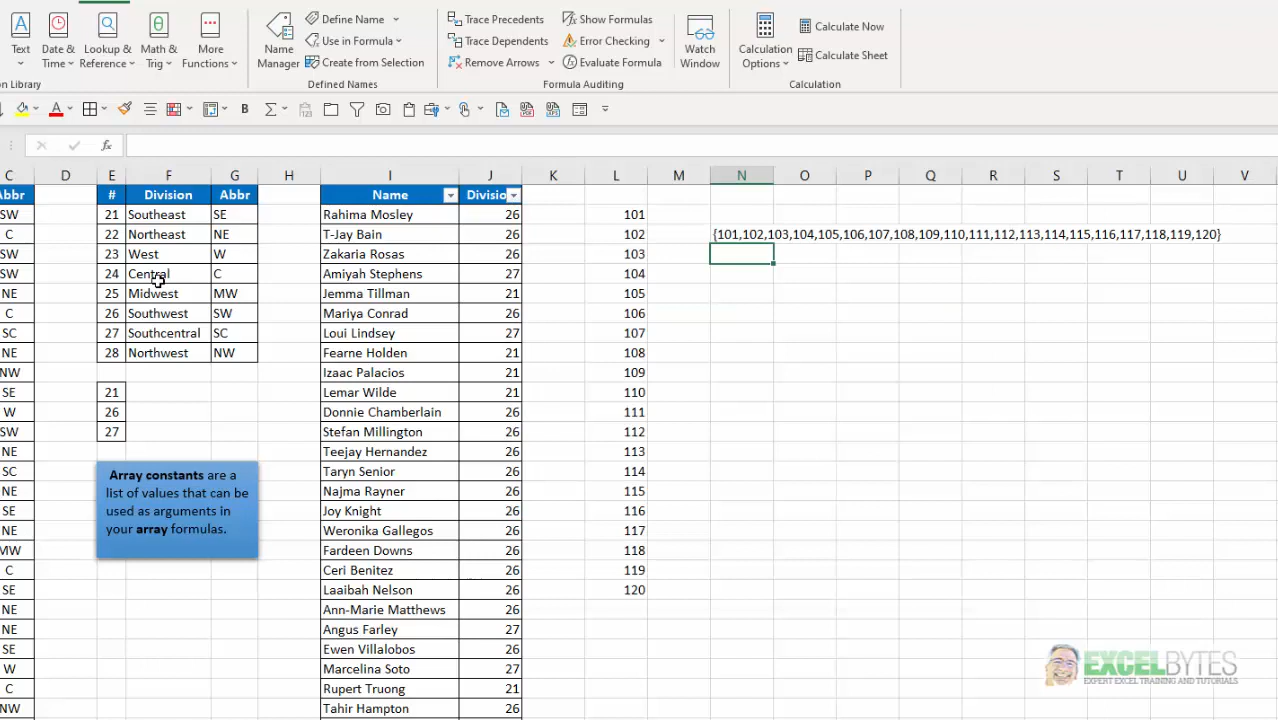 Text Date & Time Lookup & Reference Math & Trig More Functions Name Manager Define Name Use in Formula Create from Selection Trace Precedents Trace Dependents Remove Arrows Show Formulas Error Checking Evaluate Formula Watch Window Calculation Options Calculate Now Calculate Sheet
on Library Defined Names Formula Auditing Calculation
B
fx
C D E F G H I J K L M N O P Q R S T U V
Abbr # Division Abbr Name Divisio
SW 21 Southeast SE Rahima Mosley 26 101
C 22 Northeast NE T-Jay Bain 26 102 {101,102,103,104,105,106,107,108,109,110,111,112,113,114,115,116,117,118,119,120}
SW 23 West W Zakaria Rosas 26 103
SW 24 Central C Amiyah Stephens 27 104
NE 25 Midwest MW Jemma Tillman 21 105
C 26 Southwest SW Mariya Conrad 26 106
SC 27 Southcentral SC Loui Lindsey 27 107
NE 28 Northwest NW Fearne Holden 21 108
NW Izaac Palacios 21 109
SE 21 Lemar Wilde 21 110
W 26 Donnie Chamberlain 26 111
SW 27 Stefan Millington 26 112
NE Teejay Hernandez 26 113
SC Taryn Senior 26 114
NE Najma Rayner 26 115
SE Joy Knight 26 116
NE Weronika Gallegos 26 117
MW Fardeen Downs 26 118
C Ceri Benitez 26 119
SE Laaibah Nelson 26 120
NE Ann-Marie Matthews 26
NE Angus Farley 27
SE Ewen Villalobos 26
W Marcelina Soto 27
C Rupert Truong 21
NW Tahir Hampton 26
Array constants are a
list of values that can be
used as arguments in
your array formulas.
EXCELBYTES
EXPERT EXCEL TRAINING AND TUTORIALS